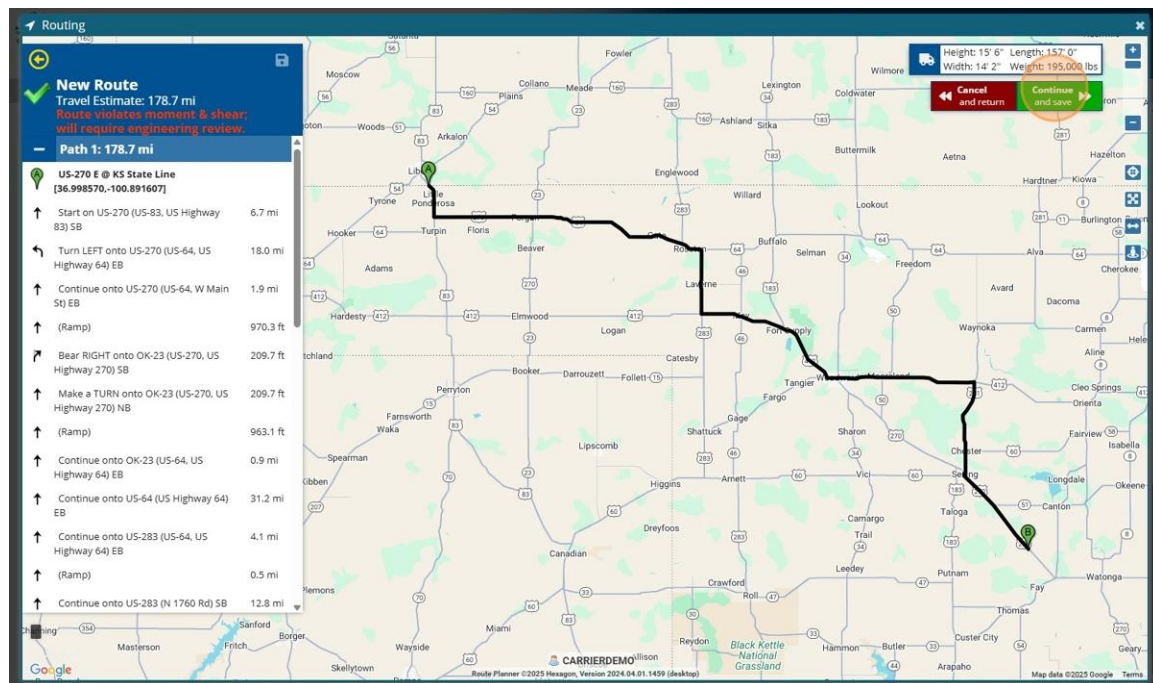 Routing
New Route
Travel Estimate: 178.7 mi
Route violates moment & shear;
will require engineering review.
Path 1: 178.7 mi
US-270 E @ KS State Line
[36.998570,-100.891607]
Start on US-270 (US-83, US Highway
83) SB
6.7 mi
Turn LEFT onto US-270 (US-64, US
Highway 64) EB
18.0 mi
Continue onto US-270 (US-64, W Main
St) EB
1.9 mi
(Ramp)
970.3 ft
Bear RIGHT onto OK-23 (US-270, US
Highway 270) SB
209.7 ft
Make a TURN onto OK-23 (US-270, US
Highway 270) NB
209.7 ft
(Ramp)
963.1 ft
Continue onto OK-23 (US-64, US
Highway 64) EB
0.9 mi
Continue onto US-64 (US Highway 64)
EB
31.2 mi
Continue onto US-283 (US-64, US
Highway 64) EB
4.1 mi
(Ramp)
0.5 mi
Continue onto US-283 (N 1760 Rd) SB
12.8 mi
Height: 15' 6" Length: 157' 0"
Width: 14' 2" Weight: 195,000 lbs
Cancel
and return
Continue
and save
Fowler
Moscow
Collano
Meade
Plains
Lexington
Coldwater
Wilmore
Woods
Arkalon
Ashland
Sitka
Buttermilk
Aetna
Hazelton
Hardtner
Kiowa
Englewood
Tyrone
Ponderosa
Willard
Lookout
Burlington
Hooker
Turpin
Floris
Beaver
Buffalo
Selman
Freedom
Alva
Cherokee
Adams
Laverne
Avard
Dacoma
Hardesty
Elmwood
Logan
Fort Supply
Waynoka
Carmen
Catesby
Aline
Booker
Darrouzett
Follett
Tangier
Cleo Springs
Orienta
Perryton
Fargo
Farnsworth
Waka
Gage
Shattuck
Sharon
Chester
Fairview
Isabella
Spearman
Lipscomb
Higgins
Arnett
Vici
Seiling
Longdale
Okeene
Canton
Taloga
Camargo
Trail
Dreyfoos
Canadian
Leedey
Putnam
Watonga
Crawford
Fay
Roll
Thomas
Miami
Reydon
Black Kettle
National
Grassland
Hammon
Butler
Custer City
Geary
Arapaho
Sanford
Borger
Fritch
Masterson
Wayside
Skellytown
Channing
A
B
Google
CARRIERDEMO
Route Planner ©2025 Hexagon, Version 2024.04.01.1459 (desktop)
Map data ©2025 Google
Terms